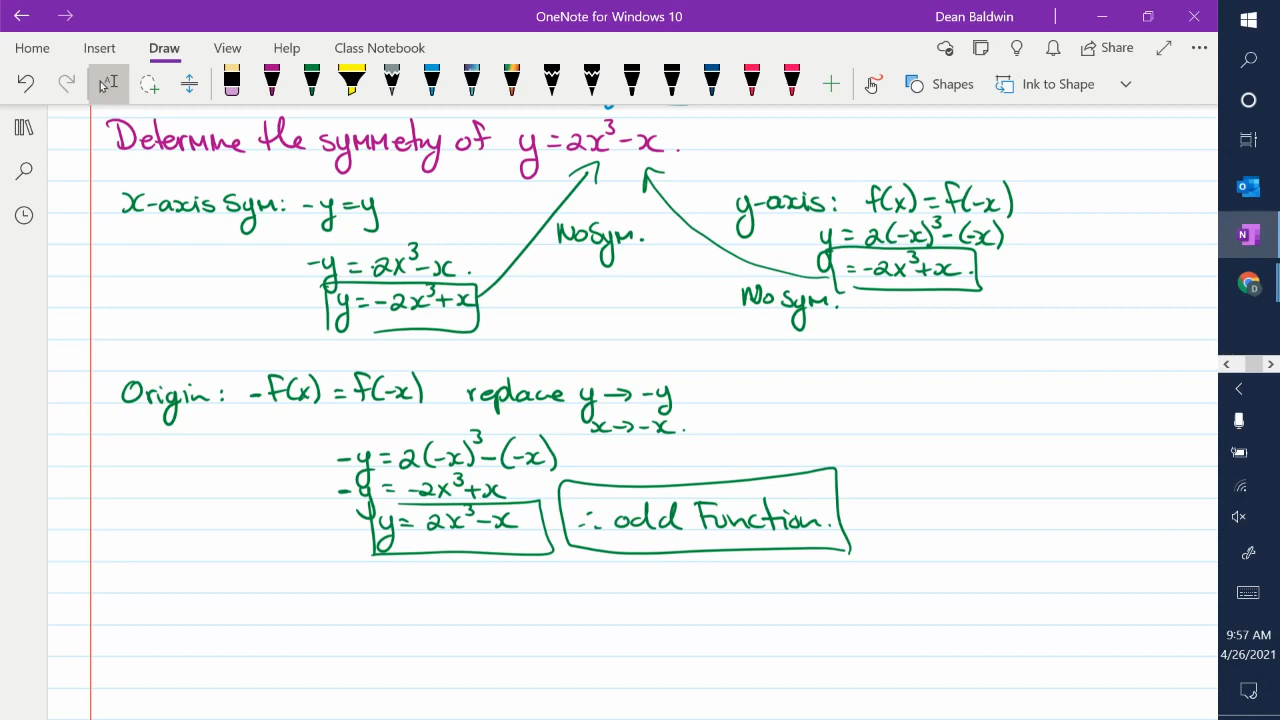 OneNote for Windows 10
Dean Baldwin
Home Insert Draw View Help Class Notebook
Share
Shapes
Ink to Shape
Determine the symmetry of y = 2x³ - x.
x-axis Sym: -y = y
-y = 2x³ - x.
y = -2x³ + x
No Sym.
y-axis: f(x) = f(-x)
y = 2(-x)³ - (-x)
= -2x³ + x.
No Sym.
Origin: -f(x) = f(-x) replace y → -y
x → -x.
-y = 2(-x)³ - (-x)
-y = -2x³ + x
y = 2x³ - x
∴ odd Function.
9:57 AM
4/26/2021